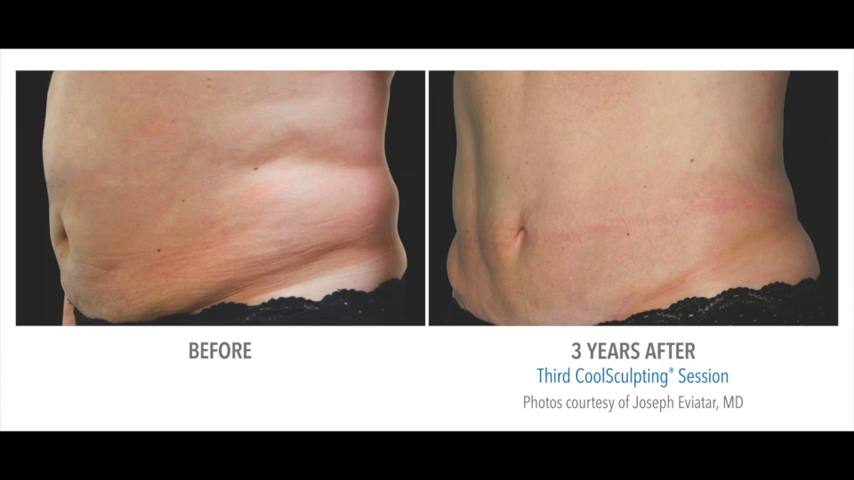 BEFORE
3 YEARS AFTER
Third CoolSculpting® Session
Photos courtesy of Joseph Eviatar, MD